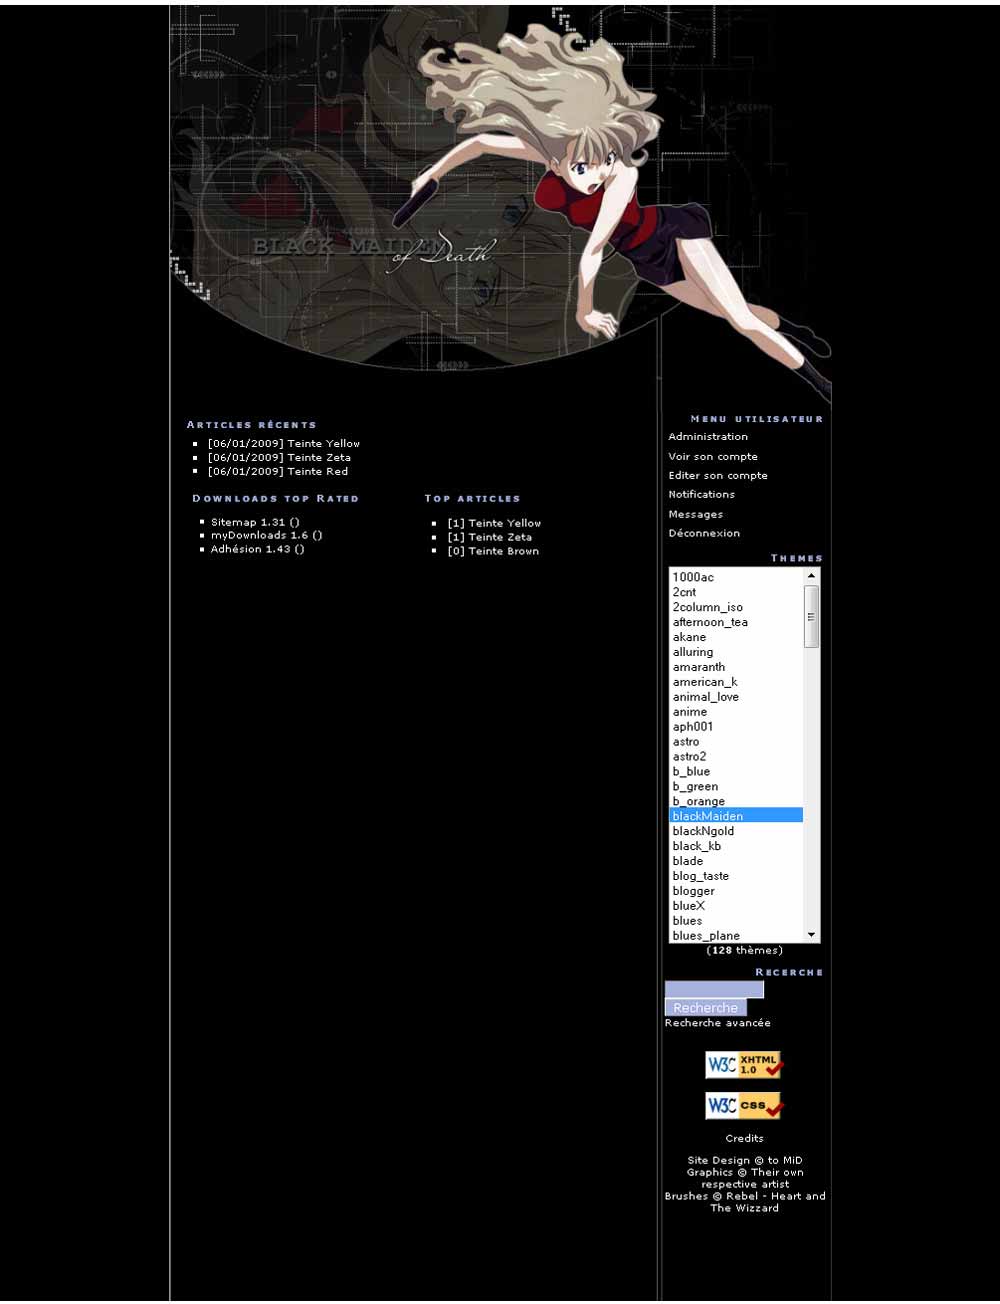 BLACK MAIDEN
of Death
ARTICLES RÉCENTS
[06/01/2009] Teinte Yellow
[06/01/2009] Teinte Zeta
[06/01/2009] Teinte Red
DOWNLOADS TOP RATED
Sitemap 1.31 ()
myDownloads 1.6 ()
Adhésion 1.43 ()
TOP ARTICLES
[1] Teinte Yellow
[1] Teinte Zeta
[0] Teinte Brown
MENU UTILISATEUR
Administration
Voir son compte
Editer son compte
Notifications
Messages
Déconnexion
THEMES
1000ac
2cnt
2column_iso
afternoon_tea
akane
alluring
amaranth
american_k
animal_love
anime
aph001
astro
astro2
b_blue
b_green
b_orange
blackMaiden
blackNgold
black_kb
blade
blog_taste
blogger
blueX
blues
blues_plane
(128 thèmes)
RECERCHE
Recherche
Recherche avancée
W3C XHTML 1.0
W3C CSS
Credits
Site Design © to MiD
Graphics © Their own
respective artist
Brushes © Rebel - Heart and
The Wizzard